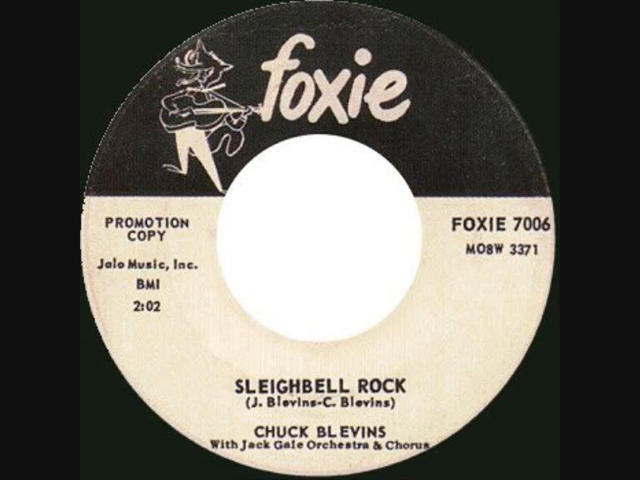 foxie
PROMOTION
COPY
Jalo Music, Inc.
BMI
2:02
FOXIE 7006
MO8W 3371
SLEIGHBELL ROCK
(J. Blevins-C. Blevins)
CHUCK BLEVINS
With Jack Gale Orchestra & Chorus